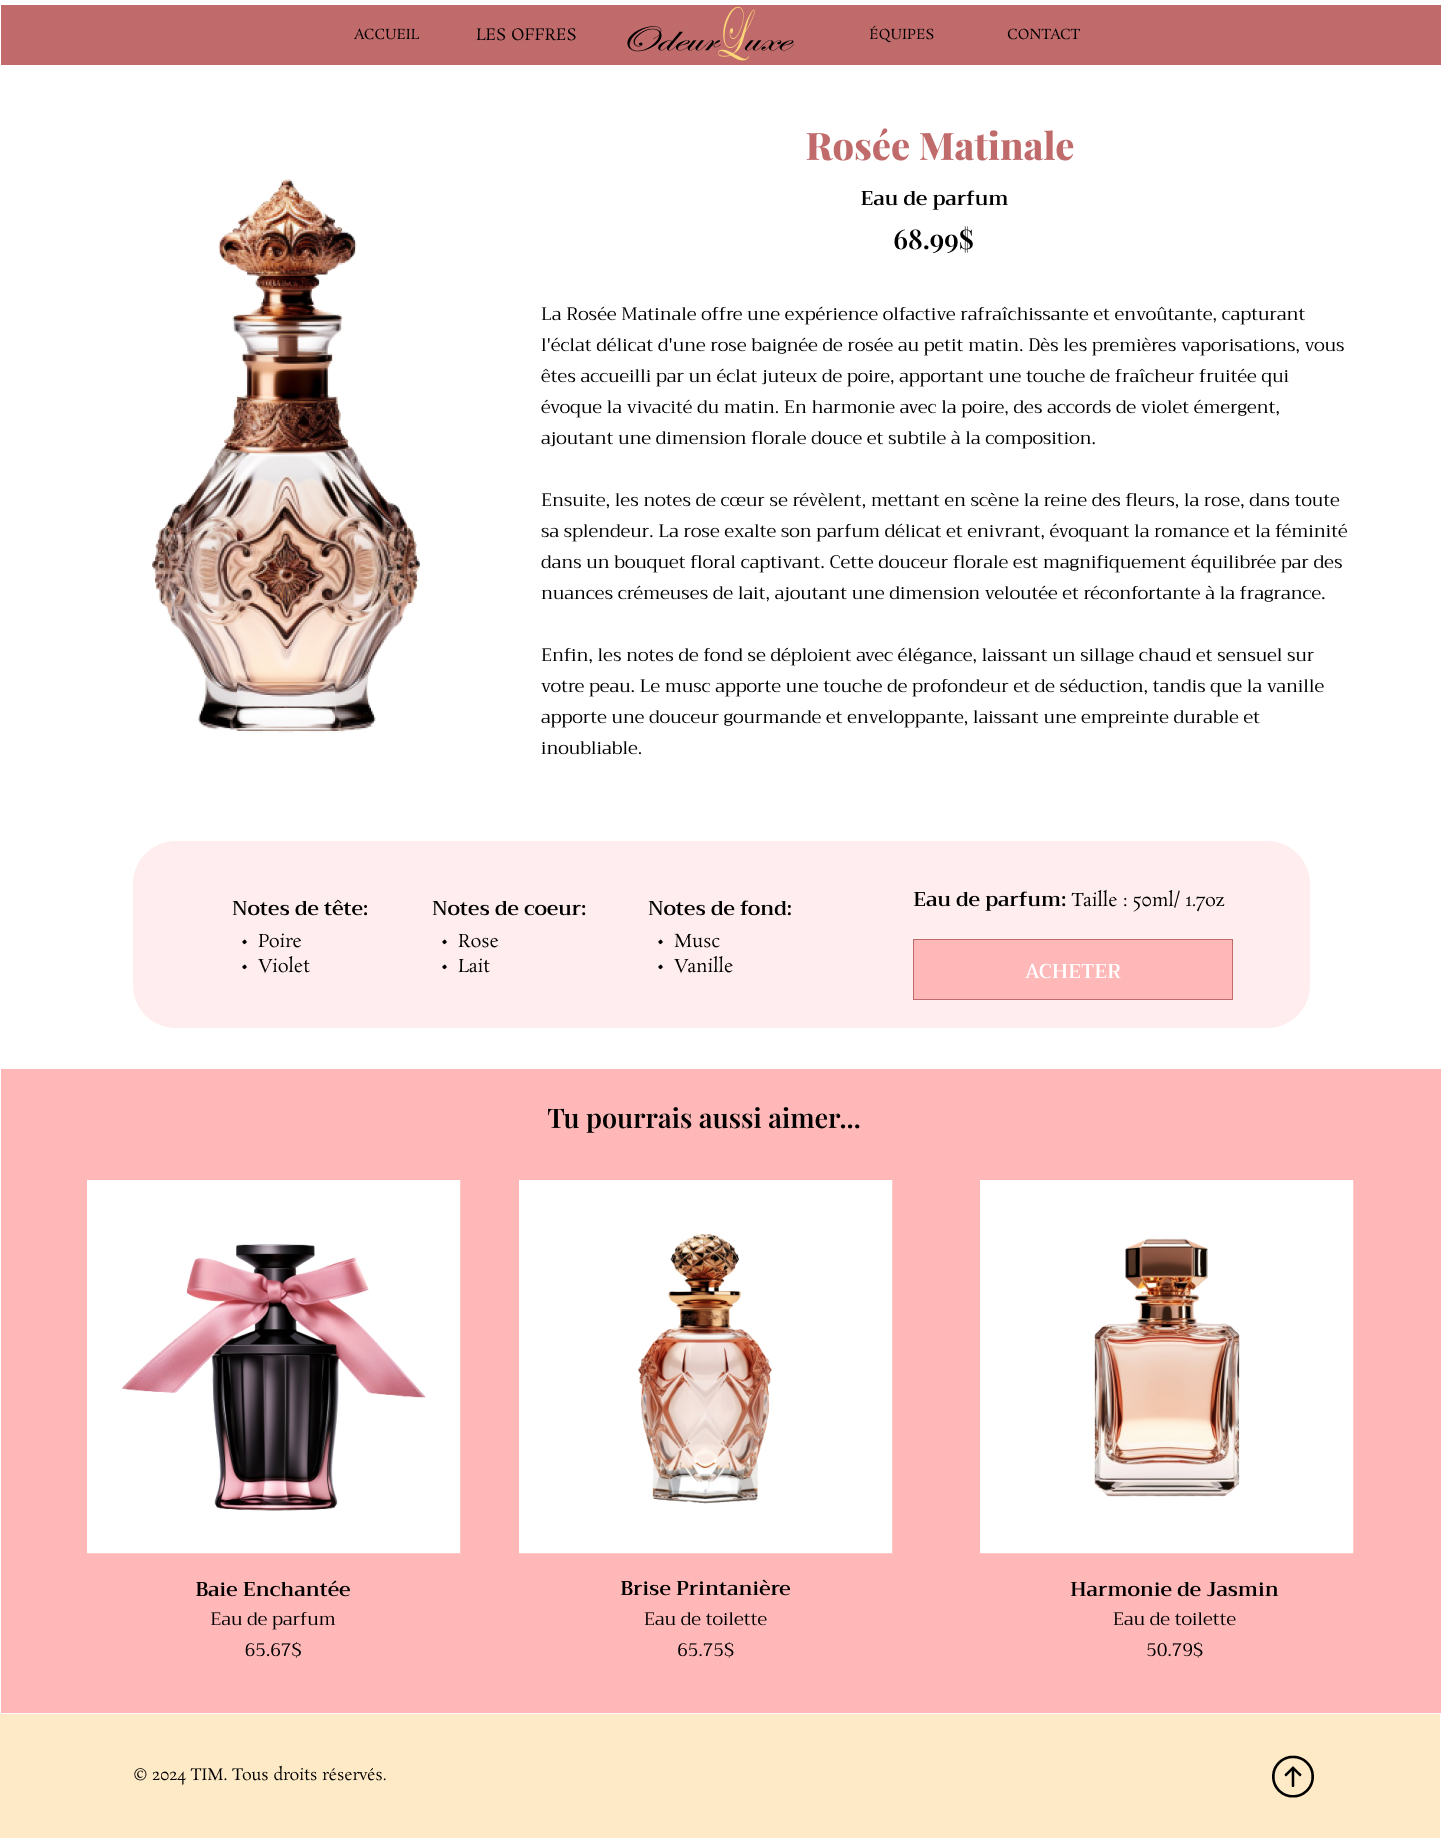 ACCUEIL LES OFFRES OdeurLuxe ÉQUIPES CONTACT
Rosée Matinale
Eau de parfum
68.99$
La Rosée Matinale offre une expérience olfactive rafraîchissante et envoûtante, capturant
l'éclat délicat d'une rose baignée de rosée au petit matin. Dès les premières vaporisations, vous
êtes accueilli par un éclat juteux de poire, apportant une touche de fraîcheur fruitée qui
évoque la vivacité du matin. En harmonie avec la poire, des accords de violet émergent,
ajoutant une dimension florale douce et subtile à la composition.
Ensuite, les notes de cœur se révèlent, mettant en scène la reine des fleurs, la rose, dans toute
sa splendeur. La rose exalte son parfum délicat et enivrant, évoquant la romance et la féminité
dans un bouquet floral captivant. Cette douceur florale est magnifiquement équilibrée par des
nuances crémeuses de lait, ajoutant une dimension veloutée et réconfortante à la fragrance.
Enfin, les notes de fond se déploient avec élégance, laissant un sillage chaud et sensuel sur
votre peau. Le musc apporte une touche de profondeur et de séduction, tandis que la vanille
apporte une douceur gourmande et enveloppante, laissant une empreinte durable et
inoubliable.
Notes de tête:
• Poire
• Violet
Notes de coeur:
• Rose
• Lait
Notes de fond:
• Musc
• Vanille
Eau de parfum: Taille : 50ml/ 1.7oz
ACHETER
Tu pourrais aussi aimer...
Baie Enchantée
Eau de parfum
65.67$
Brise Printanière
Eau de toilette
65.75$
Harmonie de Jasmin
Eau de toilette
50.79$
© 2024 TIM. Tous droits réservés.